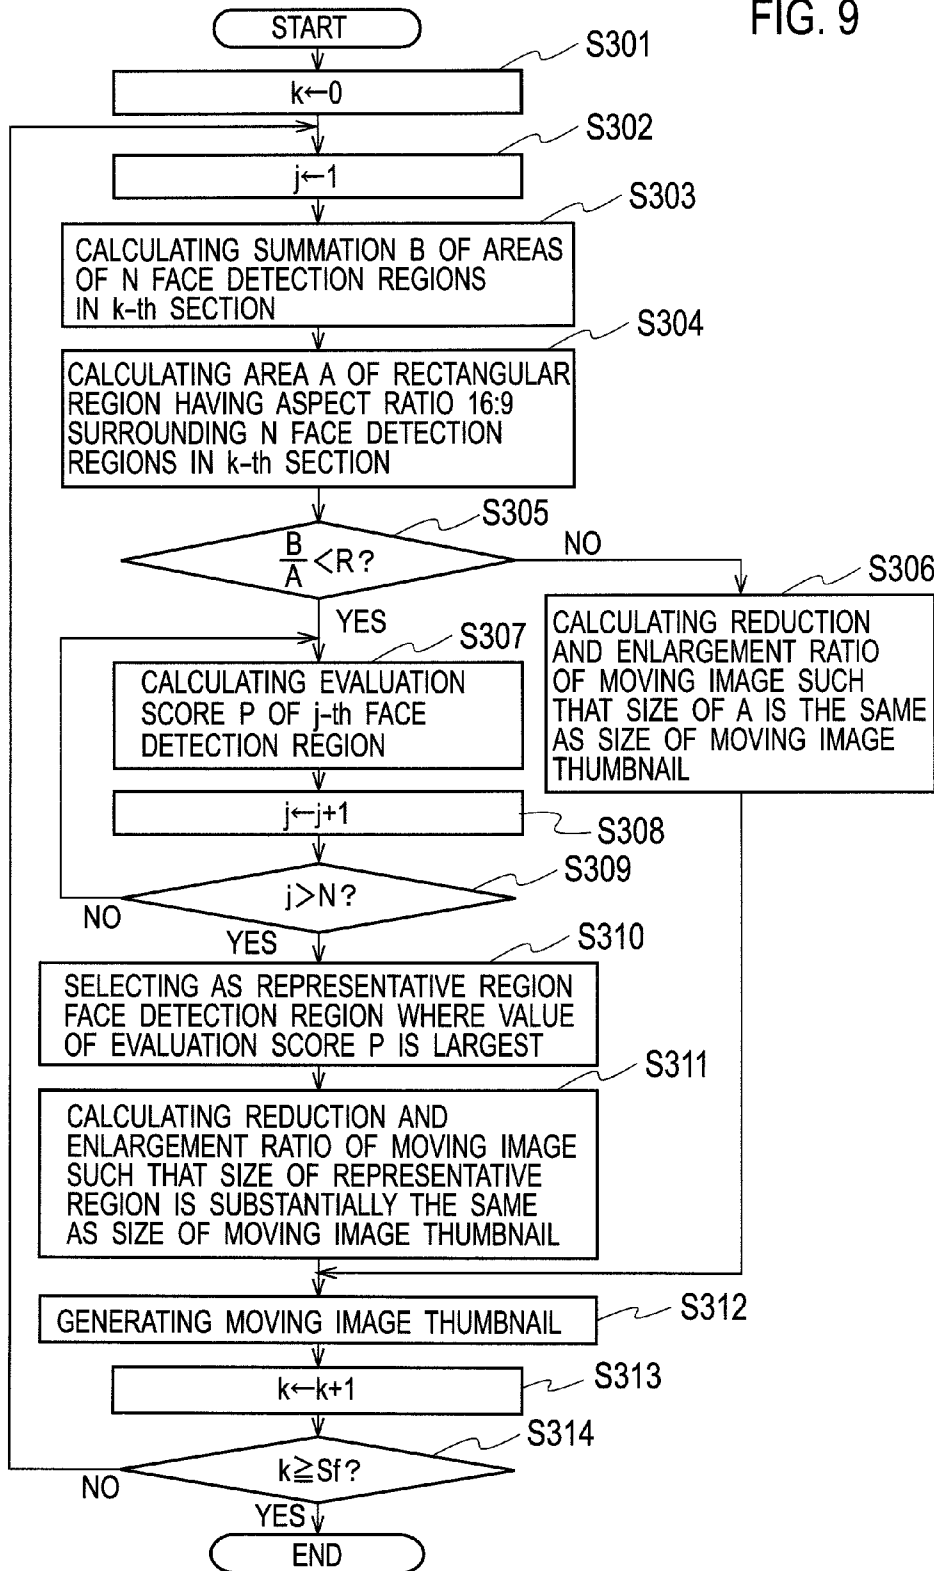 FIG. 9
START
S301
k←0
S302
j←1
S303
CALCULATING SUMMATION B OF AREAS
OF N FACE DETECTION REGIONS
IN k-th SECTION
S304
CALCULATING AREA A OF RECTANGULAR
REGION HAVING ASPECT RATIO 16:9
SURROUNDING N FACE DETECTION
REGIONS IN k-th SECTION
S305
B/A <R?
NO
YES
S306
CALCULATING REDUCTION
AND ENLARGEMENT RATIO
OF MOVING IMAGE SUCH
THAT SIZE OF A IS THE SAME
AS SIZE OF MOVING IMAGE
THUMBNAIL
S307
CALCULATING EVALUATION
SCORE P OF j-th FACE
DETECTION REGION
j←j+1
S308
S309
j>N?
NO
YES
S310
SELECTING AS REPRESENTATIVE REGION
FACE DETECTION REGION WHERE VALUE
OF EVALUATION SCORE P IS LARGEST
S311
CALCULATING REDUCTION AND
ENLARGEMENT RATIO OF MOVING IMAGE
SUCH THAT SIZE OF REPRESENTATIVE
REGION IS SUBSTANTIALLY THE SAME
AS SIZE OF MOVING IMAGE THUMBNAIL
S312
GENERATING MOVING IMAGE THUMBNAIL
S313
k←k+1
S314
k≧Sf?
NO
YES
END